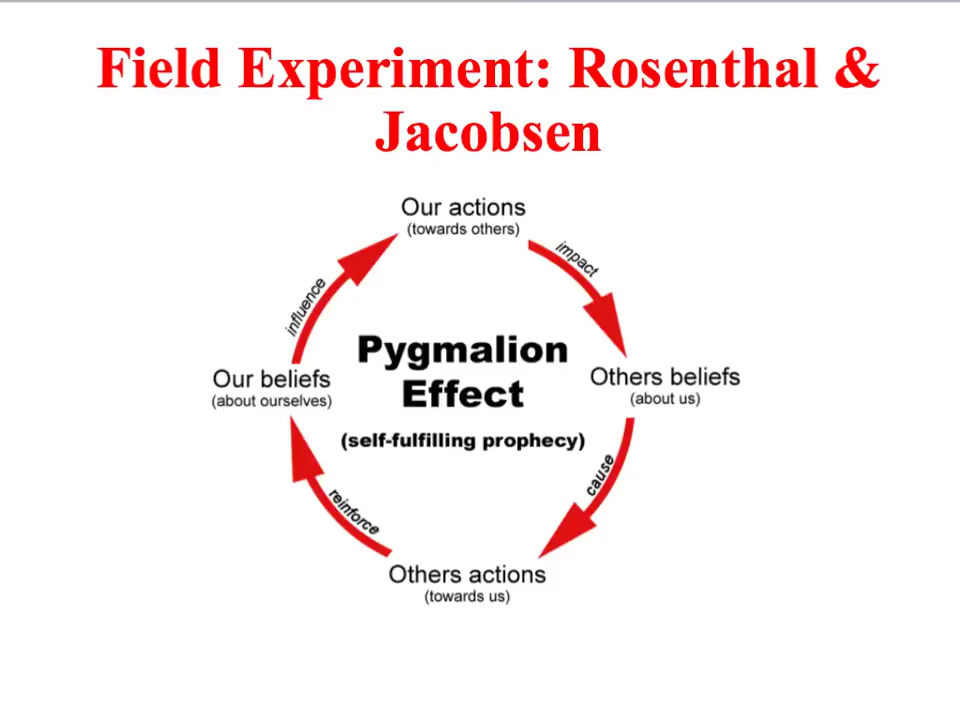 Field Experiment: Rosenthal &
Jacobsen
Our actions
(towards others)
impact
influence
Pygmalion
Effect
(self-fulfilling prophecy)
Others beliefs
(about us)
Our beliefs
(about ourselves)
cause
reinforce
Others actions
(towards us)